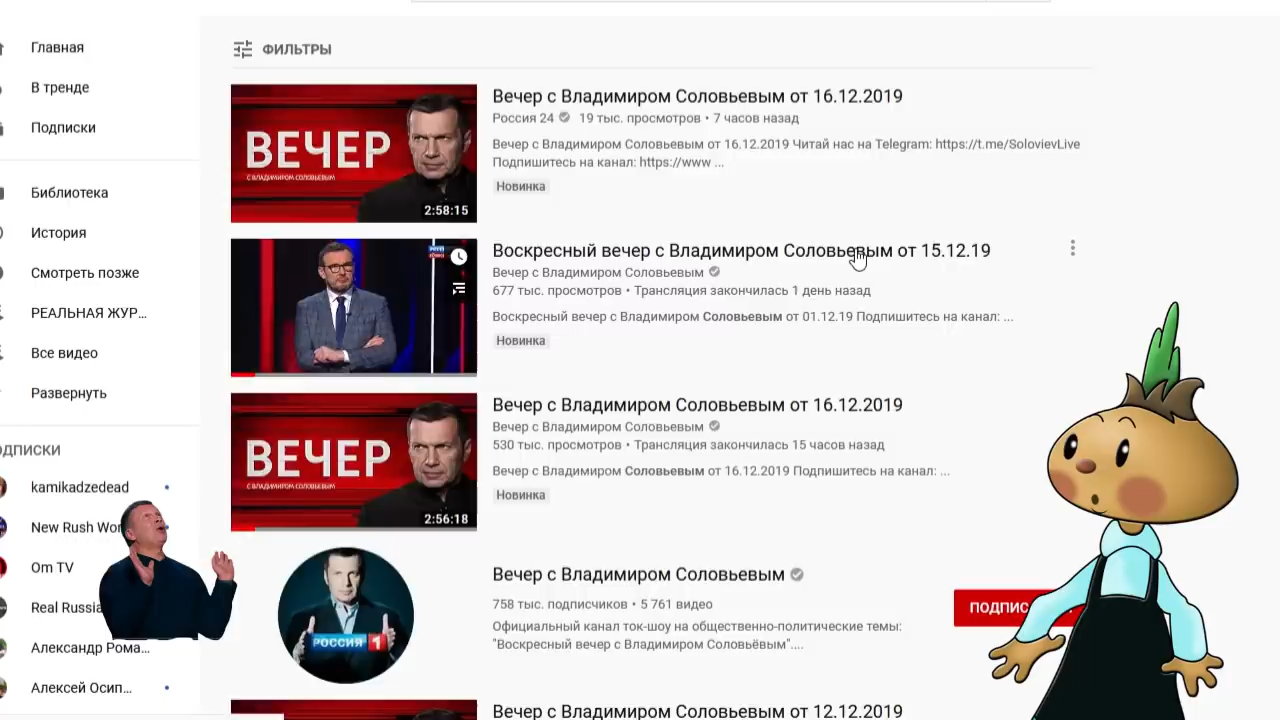 Главная
В тренде
Подписки
Библиотека
История
Смотреть позже
РЕАЛЬНАЯ ЖУР...
Все видео
Развернуть
ОДПИСКИ
kamikadzedead
New Rush Wor
Om TV
Real Russia
Александр Рома...
Алексей Осип...
ФИЛЬТРЫ
ВЕЧЕР
С ВЛАДИМИРОМ СОЛОВЬЕВЫМ
2:58:15
Вечер с Владимиром Соловьевым от 16.12.2019
Россия 24 19 тыс. просмотров • 7 часов назад
Вечер с Владимиром Соловьевым от 16.12.2019 Читай нас на Telegram: https://t.me/SolovievLive
Подпишитесь на канал: https://www ...
Новинка
Воскресный вечер с Владимиром Соловьевым от 15.12.19
Вечер с Владимиром Соловьевым
677 тыс. просмотров • Трансляция закончилась 1 день назад
Воскресный вечер с Владимиром Соловьевым от 01.12.19 Подпишитесь на канал: ...
Новинка
ВЕЧЕР
С ВЛАДИМИРОМ СОЛОВЬЕВЫМ
2:56:18
Вечер с Владимиром Соловьевым от 16.12.2019
Вечер с Владимиром Соловьевым
530 тыс. просмотров • Трансляция закончилась 15 часов назад
Вечер с Владимиром Соловьевым от 16.12.2019 Подпишитесь на канал: ...
Новинка
РОССИЯ 1
Вечер с Владимиром Соловьевым
758 тыс. подписчиков • 5 761 видео
Официальный канал ток-шоу на общественно-политические темы:
"Воскресный вечер с Владимиром Соловьёвым"....
ПОДПИС
Вечер с Владимиром Соловьевым от 12.12.2019